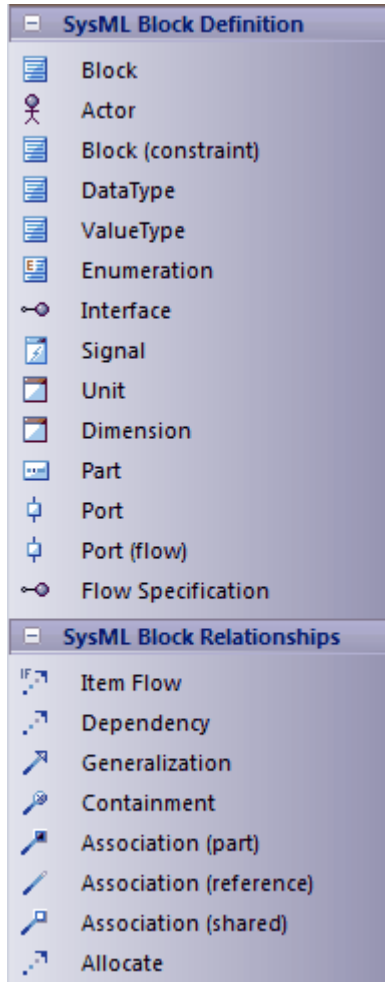 SysML Block Definition
Block
Actor
Block (constraint)
DataType
ValueType
Enumeration
Interface
Signal
Unit
Dimension
Part
Port
Port (flow)
Flow Specification
SysML Block Relationships
IF
Item Flow
Dependency
Generalization
Containment
Association (part)
Association (reference)
Association (shared)
Allocate